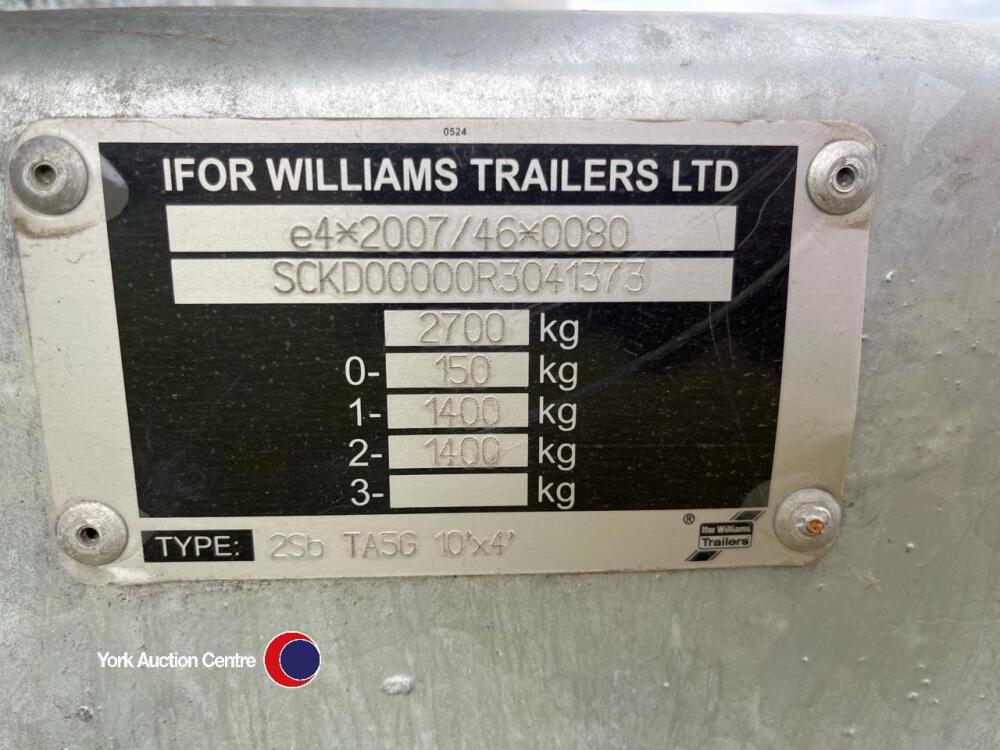 0524
IFOR WILLIAMS TRAILERS LTD
e4*2007/46*0080
SCKD00000R3041373
2700 kg
0- 150 kg
1- 1400 kg
2- 1400 kg
3- kg
TYPE: 2Sb TA5G 10'x4'
®
Ifor Williams
Trailers
York Auction Centre